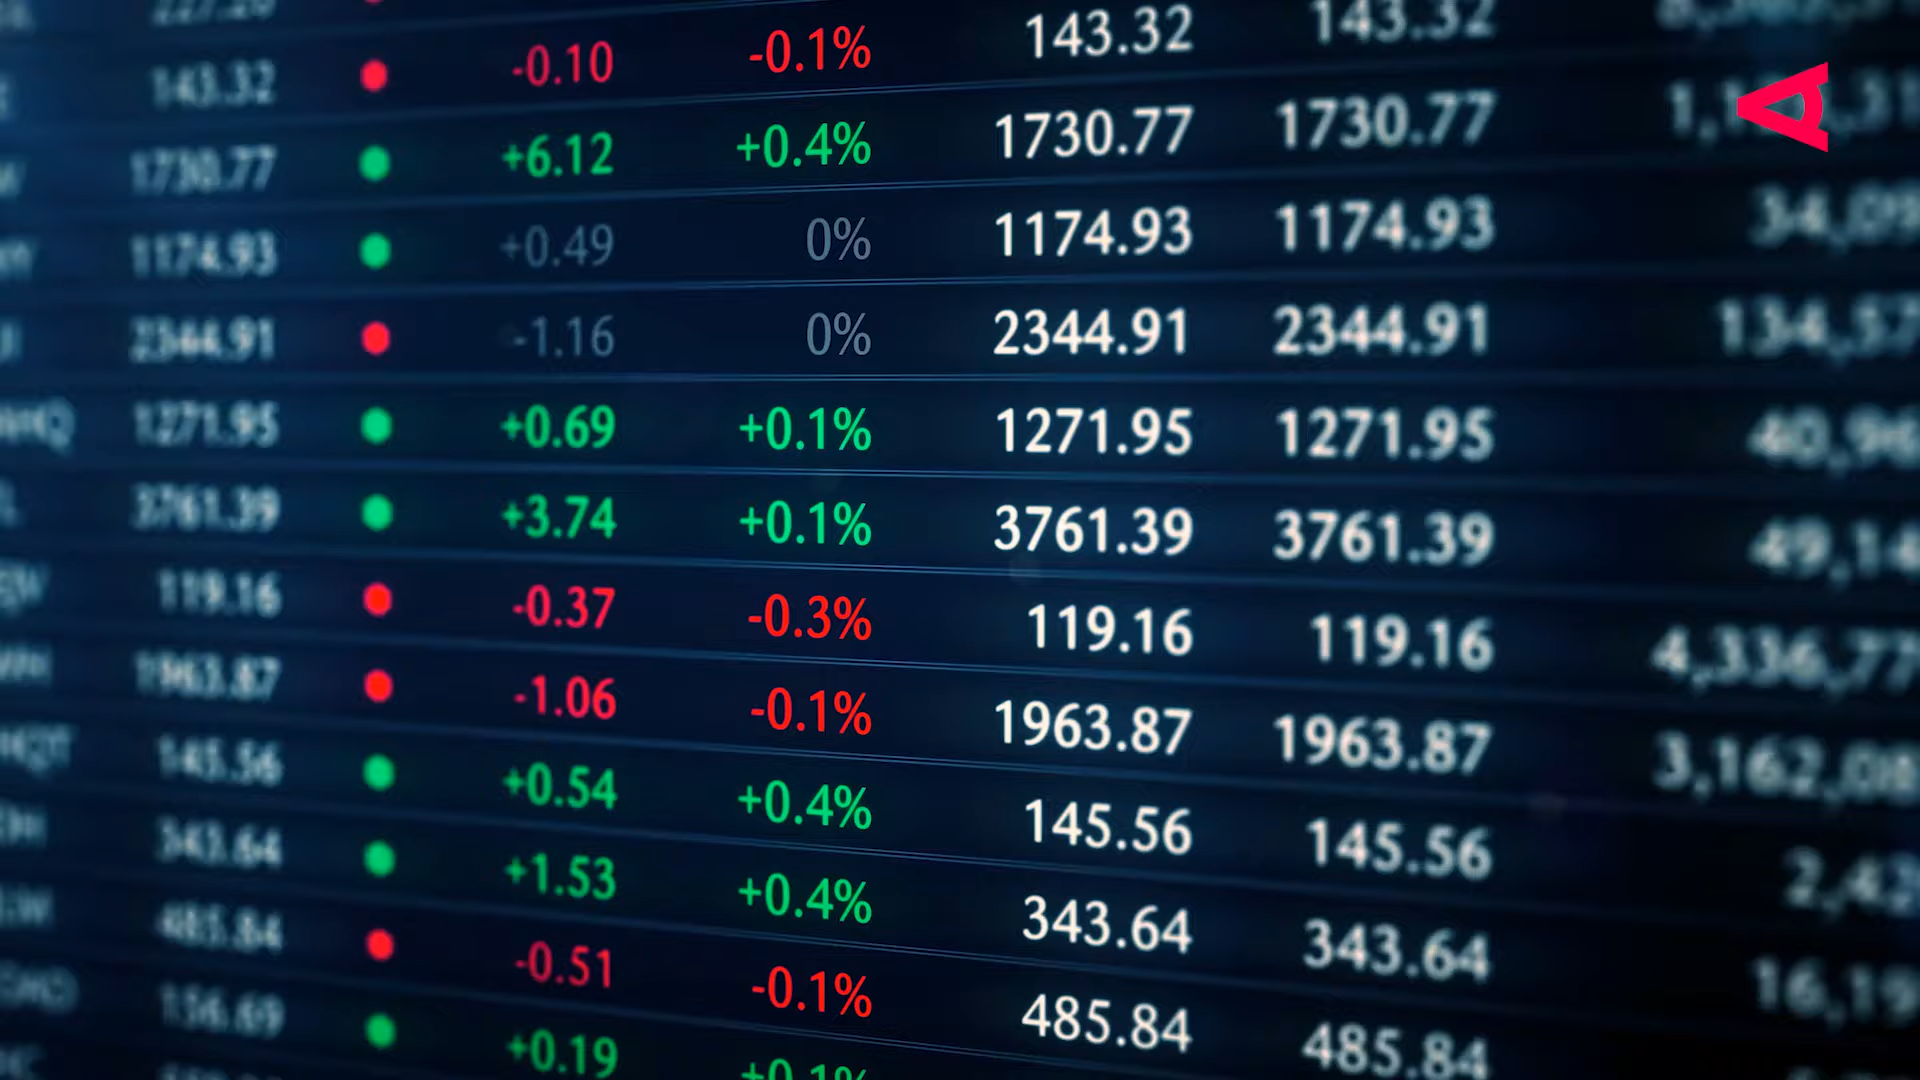 143.32 -0.10 -0.1% 143.32 143.32
1730.77 +6.12 +0.4% 1730.77 1730.77
1174.93 +0.49 0% 1174.93 1174.93
2344.91 -1.16 0% 2344.91 2344.91
1271.95 +0.69 +0.1% 1271.95 1271.95
3761.39 +3.74 +0.1% 3761.39 3761.39
119.16 -0.37 -0.3% 119.16 119.16
1963.87 -1.06 -0.1% 1963.87 1963.87
145.56 +0.54 +0.4% 145.56 145.56
343.64 +1.53 +0.4% 343.64 343.64
485.84 -0.51 -0.1% 485.84 485.84
156.69 +0.19 +0.1%